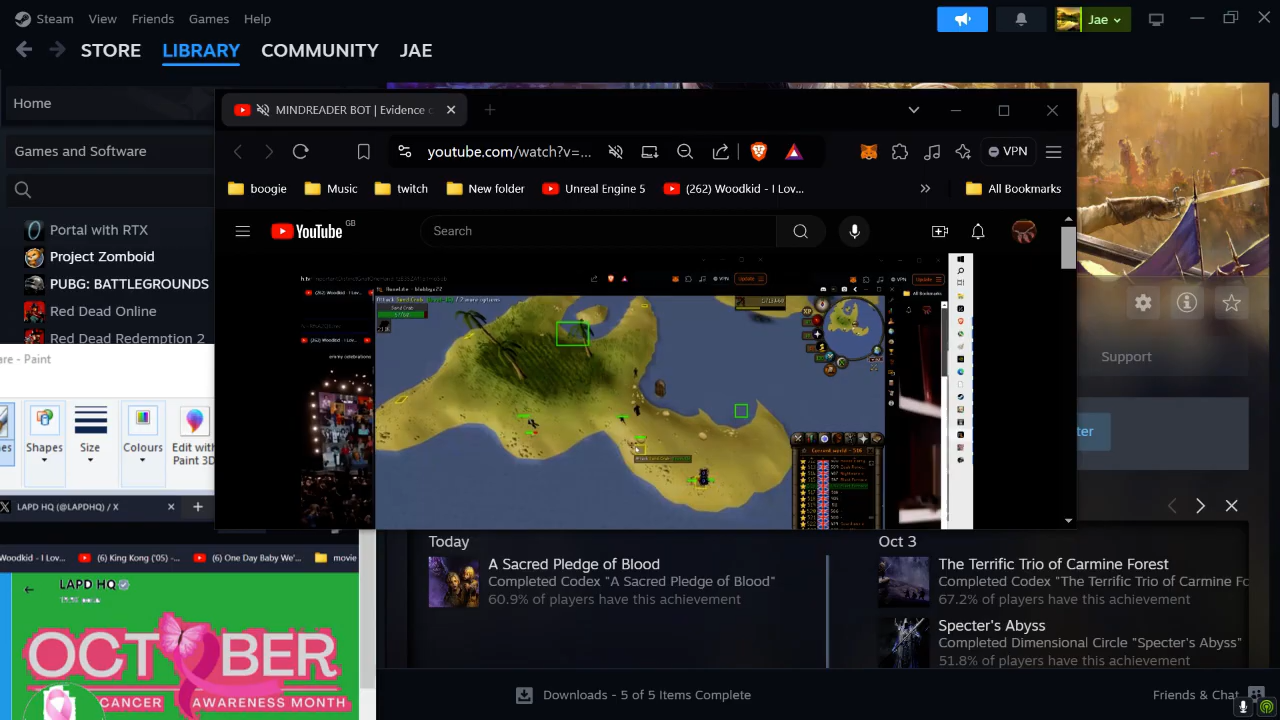 Steam View Friends Games Help
Jae
STORE LIBRARY COMMUNITY JAE
Home
Games and Software
Portal with RTX
Project Zomboid
PUBG: BATTLEGROUNDS
Red Dead Online
Red Dead Redemption 2
MINDREADER BOT | Evidence
youtube.com/watch?v=...
VPN
boogie Music twitch New folder Unreal Engine 5 (262) Woodkid - I Lov... All Bookmarks
YouTube GB
Search
Update
Current world - 516
Support
re - Paint
Shapes
Size
Colours
Edit with
Paint 3D
LAPD HQ (@LAPDHQ) / X
Woodkid - I Lov... (6) King Kong ('05) -... (6) One Day Baby We'... movie
LAPD HQ
OCTOBER
CANCER AWARENESS MONTH
Today
A Sacred Pledge of Blood
Completed Codex "A Sacred Pledge of Blood"
60.9% of players have this achievement
Oct 3
The Terrific Trio of Carmine Forest
Completed Codex "The Terrific Trio of Carmine Fo
67.2% of players have this achievement
Specter's Abyss
Completed Dimensional Circle "Specter's Abyss"
51.8% of players have this achievement
Downloads - 5 of 5 Items Complete
Friends & Chat